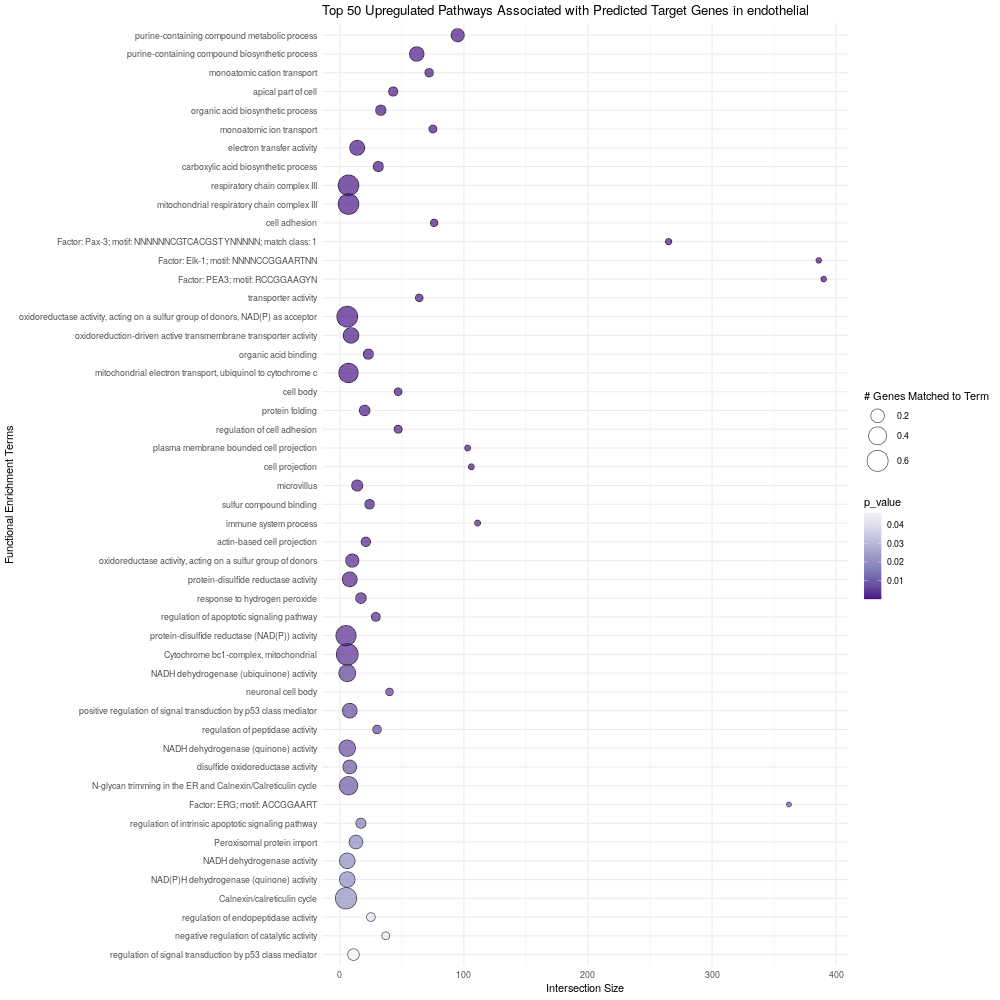 Top 50 Upregulated Pathways Associated with Predicted Target Genes in endothelial
Functional Enrichment Terms
purine-containing compound metabolic process
purine-containing compound biosynthetic process
monoatomic cation transport
apical part of cell
organic acid biosynthetic process
monoatomic ion transport
electron transfer activity
carboxylic acid biosynthetic process
respiratory chain complex III
mitochondrial respiratory chain complex III
cell adhesion
Factor: Pax-3; motif: NNNNNNCGTCACGSTYNNNNN; match class: 1
Factor: Elk-1; motif: NNNNCCGGAARTNN
Factor: PEA3; motif: RCCGGAAGYN
transporter activity
oxidoreductase activity, acting on a sulfur group of donors, NAD(P) as acceptor
oxidoreduction-driven active transmembrane transporter activity
organic acid binding
mitochondrial electron transport, ubiquinol to cytochrome c
cell body
protein folding
regulation of cell adhesion
plasma membrane bounded cell projection
cell projection
microvillus
sulfur compound binding
immune system process
actin-based cell projection
oxidoreductase activity, acting on a sulfur group of donors
protein-disulfide reductase activity
response to hydrogen peroxide
regulation of apoptotic signaling pathway
protein-disulfide reductase (NAD(P)) activity
Cytochrome bc1-complex, mitochondrial
NADH dehydrogenase (ubiquinone) activity
neuronal cell body
positive regulation of signal transduction by p53 class mediator
regulation of peptidase activity
NADH dehydrogenase (quinone) activity
disulfide oxidoreductase activity
N-glycan trimming in the ER and Calnexin/Calreticulin cycle
Factor: ERG; motif: ACCGGAART
regulation of intrinsic apoptotic signaling pathway
Peroxisomal protein import
NADH dehydrogenase activity
NAD(P)H dehydrogenase (quinone) activity
Calnexin/calreticulin cycle
regulation of endopeptidase activity
negative regulation of catalytic activity
regulation of signal transduction by p53 class mediator
0 100 200 300 400
Intersection Size
# Genes Matched to Term
0.2
0.4
0.6
p_value
0.04
0.03
0.02
0.01